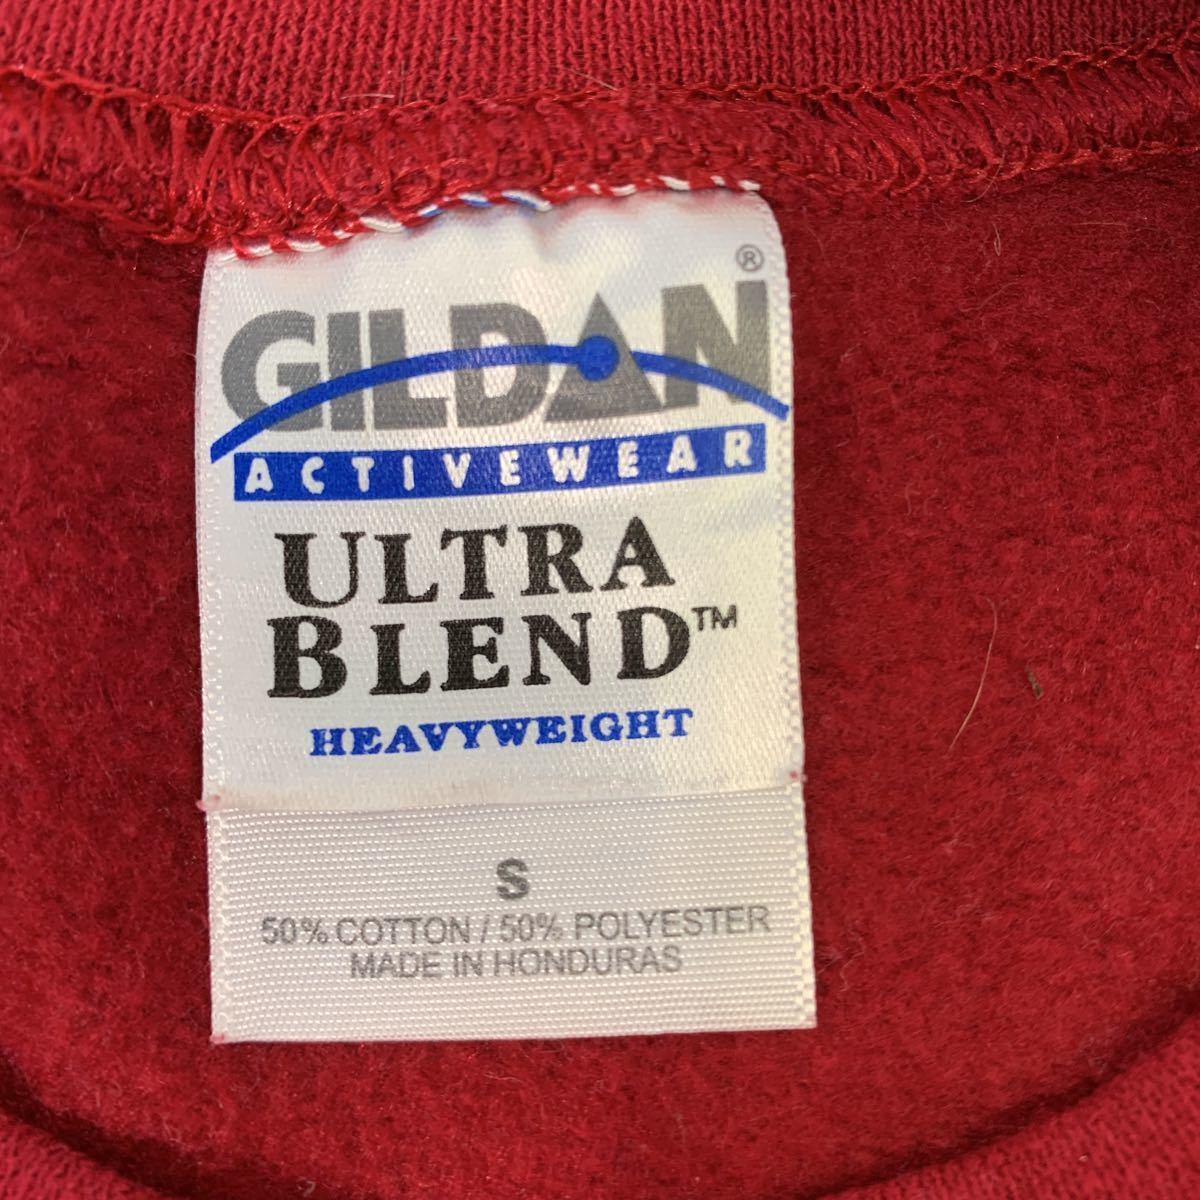 GILDAN®
ACTIVEWEAR
ULTRA
BLEND™
HEAVYWEIGHT
S
50% COTTON / 50% POLYESTER
MADE IN HONDURAS